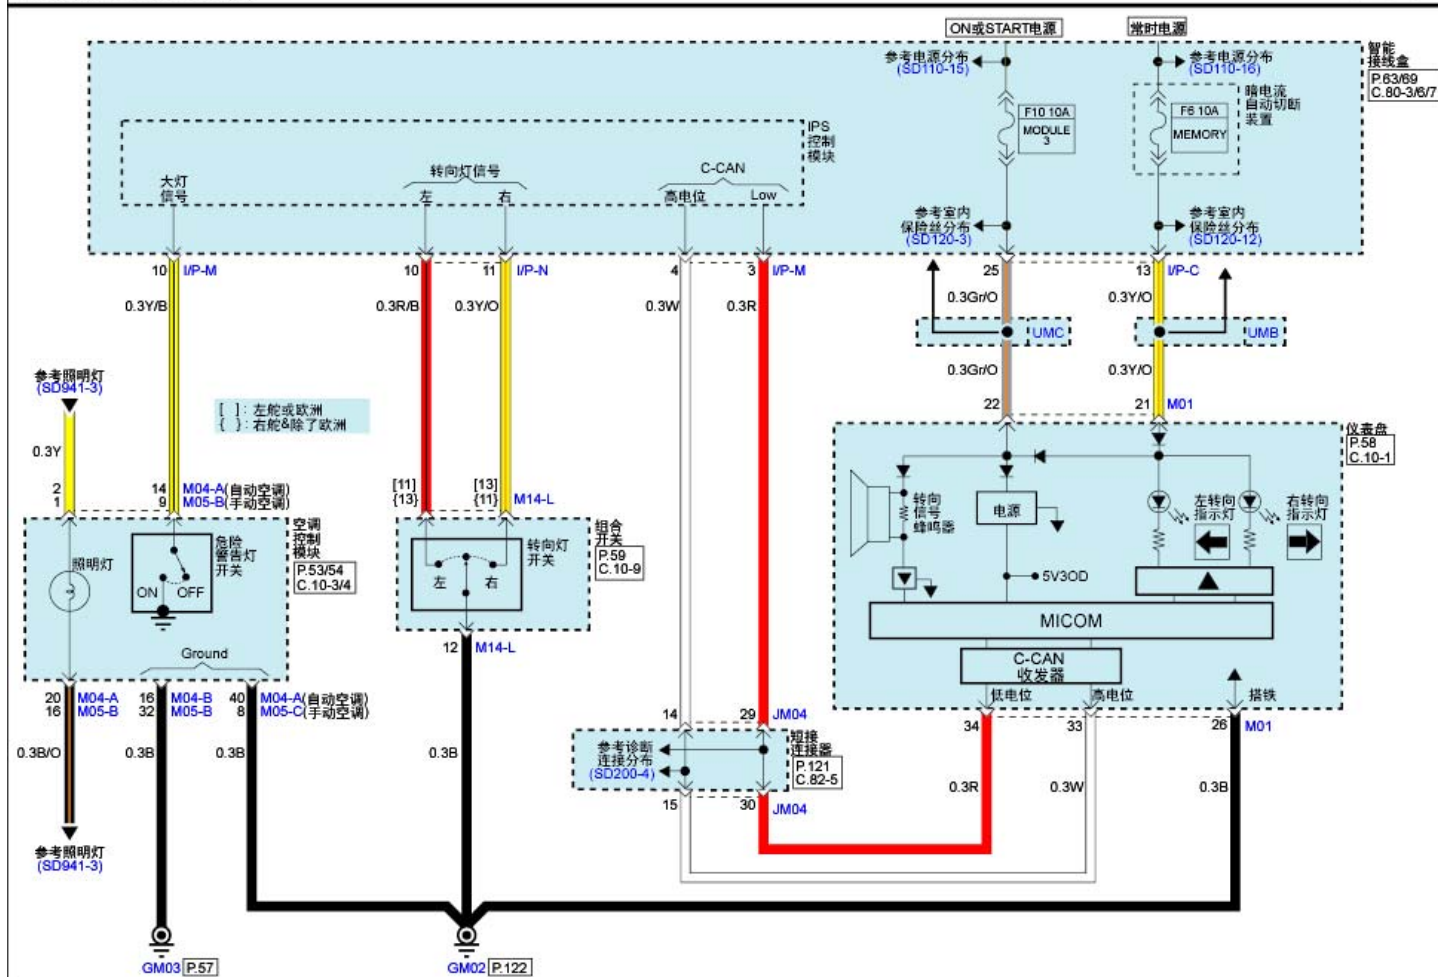 ON或START电源
常时电源
智能
接线盒
P.63/69
C.80-3/6/7
参考电源分布
(SD110-15)
参考电源分布
(SD110-16)
暗电流
自动切断
装置
F10 10A
MODULE
3
F6 10A
MEMORY
IPS
控制
模块
大灯
信号
转向灯信号
左
右
C-CAN
高电位
Low
参考室内
保险丝分布
(SD120-3)
参考室内
保险丝分布
(SD120-12)
10
I/P-M
10
11
I/P-N
4
3
I/P-M
25
13
I/P-C
0.3Y/B
0.3R/B
0.3Y/O
0.3W
0.3R
0.3Gr/O
0.3Y/O
UMC
UMB
0.3Gr/O
0.3Y/O
参考照明灯
(SD941-3)
[ ]: 左舵或欧洲
{ }: 右舵&除了欧洲
22
21
M01
0.3Y
仪表盘
P.58
C.10-1
2
14
M04-A(自动空调)
1
9
M05-B(手动空调)
[11]
[13]
{13}
{11}
M14-L
空调
控制
模块
P.53/54
C.10-3/4
照明灯
危险
警告灯
开关
ON
OFF
组合
开关
P.59
C.10-9
转向灯
开关
左
右
转向
信号
蜂鸣器
电源
左转向
指示灯
右转向
指示灯
5V3OD
MICOM
C-CAN
收发器
低电位
高电位
搭铁
Ground
12
M14-L
20
M04-A
16
M04-B
40
M04-A(自动空调)
16
M05-B
32
M05-B
8
M05-C(手动空调)
34
33
26
M01
14
29
JM04
参考诊断
连接分布
(SD200-4)
短接
连接器
P.121
C.82-5
15
30
JM04
0.3B/O
0.3B
0.3B
0.3B
0.3R
0.3W
0.3B
参考照明灯
(SD941-3)
GM03
P.57
GM02
P.122